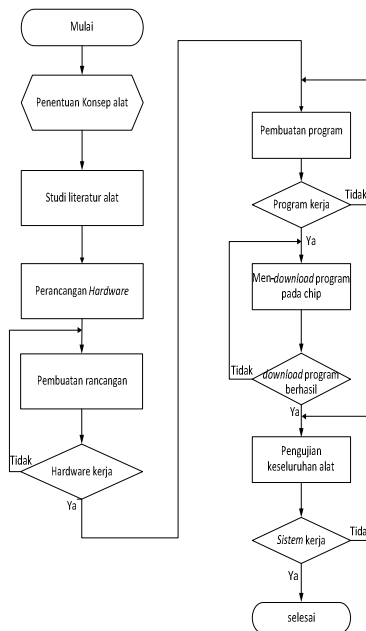 Mulai
Penentuan Konsep alat
Studi literatur alat
Perancangan Hardware
Pembuatan rancangan
Tidak
Hardware kerja
Ya
Pembuatan program
Tidak
Program kerja
Ya
Men-download program
pada chip
Tidak
download program
berhasil
Ya
Pengujian
keseluruhan alat
Tida
Sistem kerja
Ya
selesai